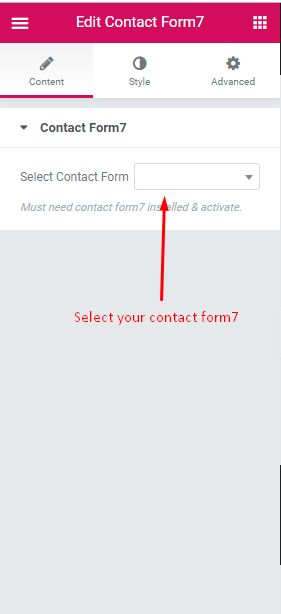 Edit Contact Form7
Content Style Advanced
Contact Form7
Select Contact Form
Must need contact form7 installed & activate.
Select your contact form7